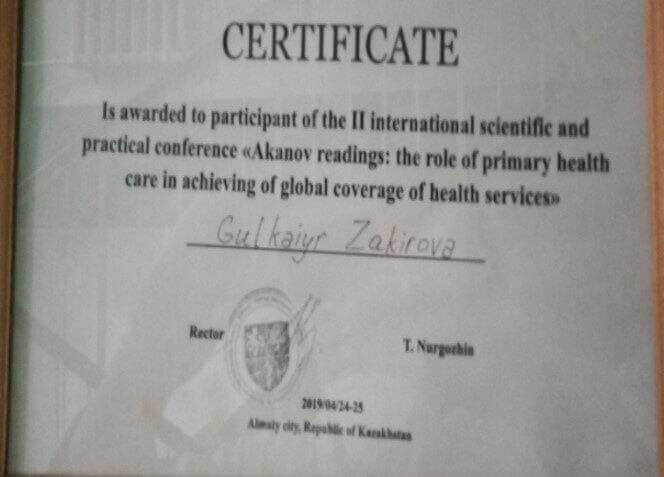 CERTIFICATE
Is awarded to participant of the II international scientific and
practical conference «Akanov readings: the role of primary health
care in achieving of global coverage of health services»
Gulkaiyr Zakirova
Rector T. Nurgozhin
2019/04/24-25
Almaty city, Republic of Kazakhstan